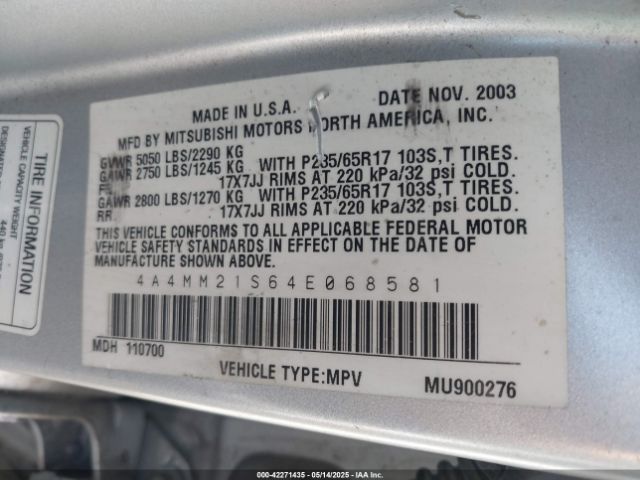 MADE IN U.S.A. DATE NOV. 2003
MFD BY MITSUBISHI MOTORS NORTH AMERICA, INC.
GVWR 5050 LBS/2290 KG
GAWR 2750 LBS/1245 KG WITH P235/65R17 103S,T TIRES.
FR 17X7JJ RIMS AT 220 kPa/32 psi COLD.
GAWR 2800 LBS/1270 KG WITH P235/65R17 103S,T TIRES.
RR 17X7JJ RIMS AT 220 kPa/32 psi COLD.
THIS VEHICLE CONFORMS TO ALL APPLICABLE FEDERAL MOTOR
VEHICLE SAFETY STANDARDS IN EFFECT ON THE DATE OF
MANUFACTURE SHOWN ABOVE.
4A4MM21S64E068581
MDH 110700
VEHICLE TYPE:MPV MU900276
TIRE INFORMATION
VEHICLE CAPACITY WEIGHT
440 kg
000-42271435 - 05/14/2025 - IAA Inc.